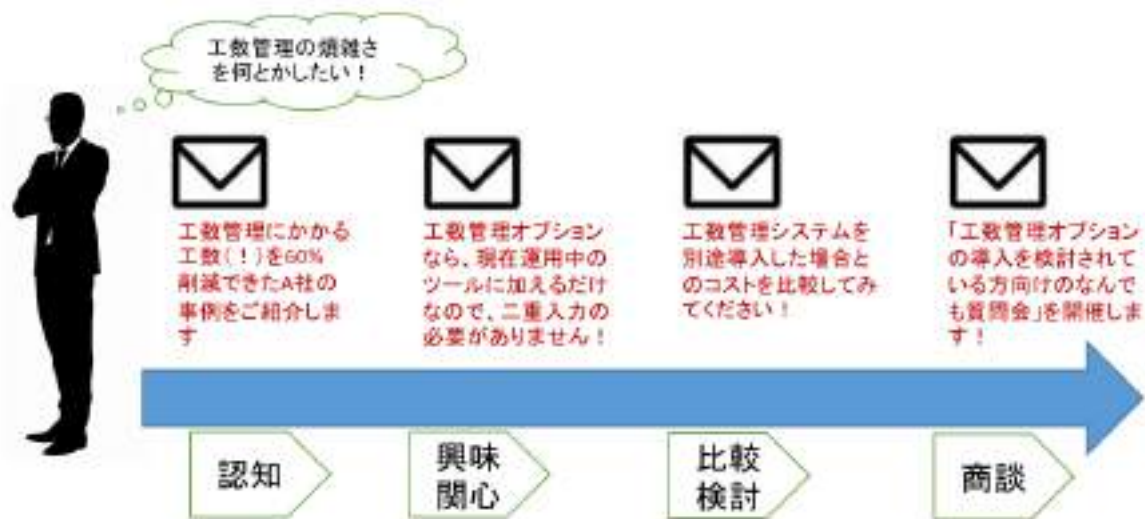 工数管理の煩雑さ
を何とかしたい！
工数管理にかかる
工数（！）を60%
削減できたA社の
事例をご紹介しま
す
工数管理オプション
なら、現在運用中の
ツールに加えるだけ
なので、二重入力の
必要がありません！
工数管理システムを
別途導入した場合と
のコストを比較してみ
てください！
「工数管理オプション
の導入を検討されて
いる方向けのなんで
も質問会」を開催しま
す！
認知
興味
関心
比較
検討
商談